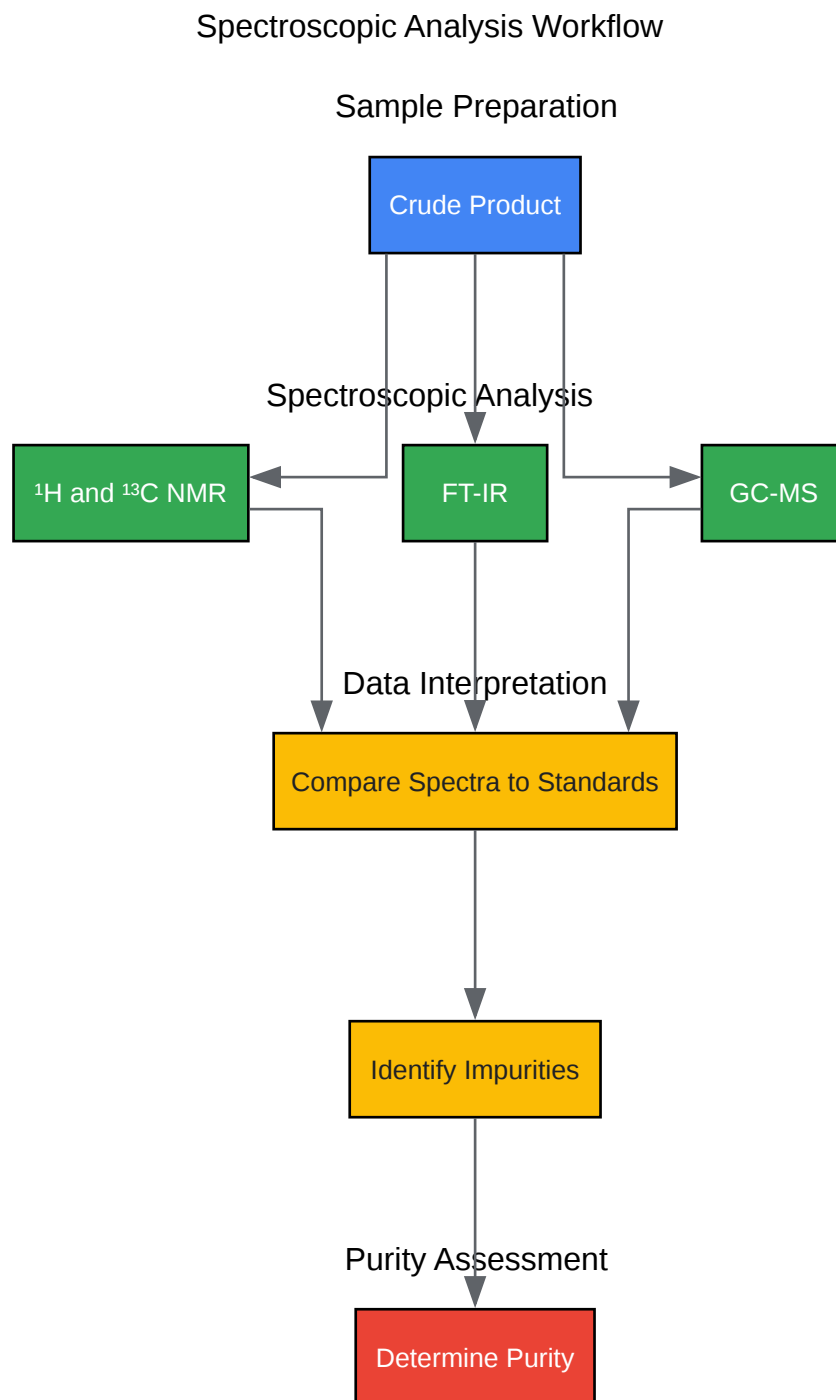 Spectroscopic Analysis Workflow
Sample Preparation
Crude Product
Spectroscopic Analysis
¹H and ¹³C NMR
FT-IR
GC-MS
Data Interpretation
Compare Spectra to Standards
Identify Impurities
Purity Assessment
Determine Purity